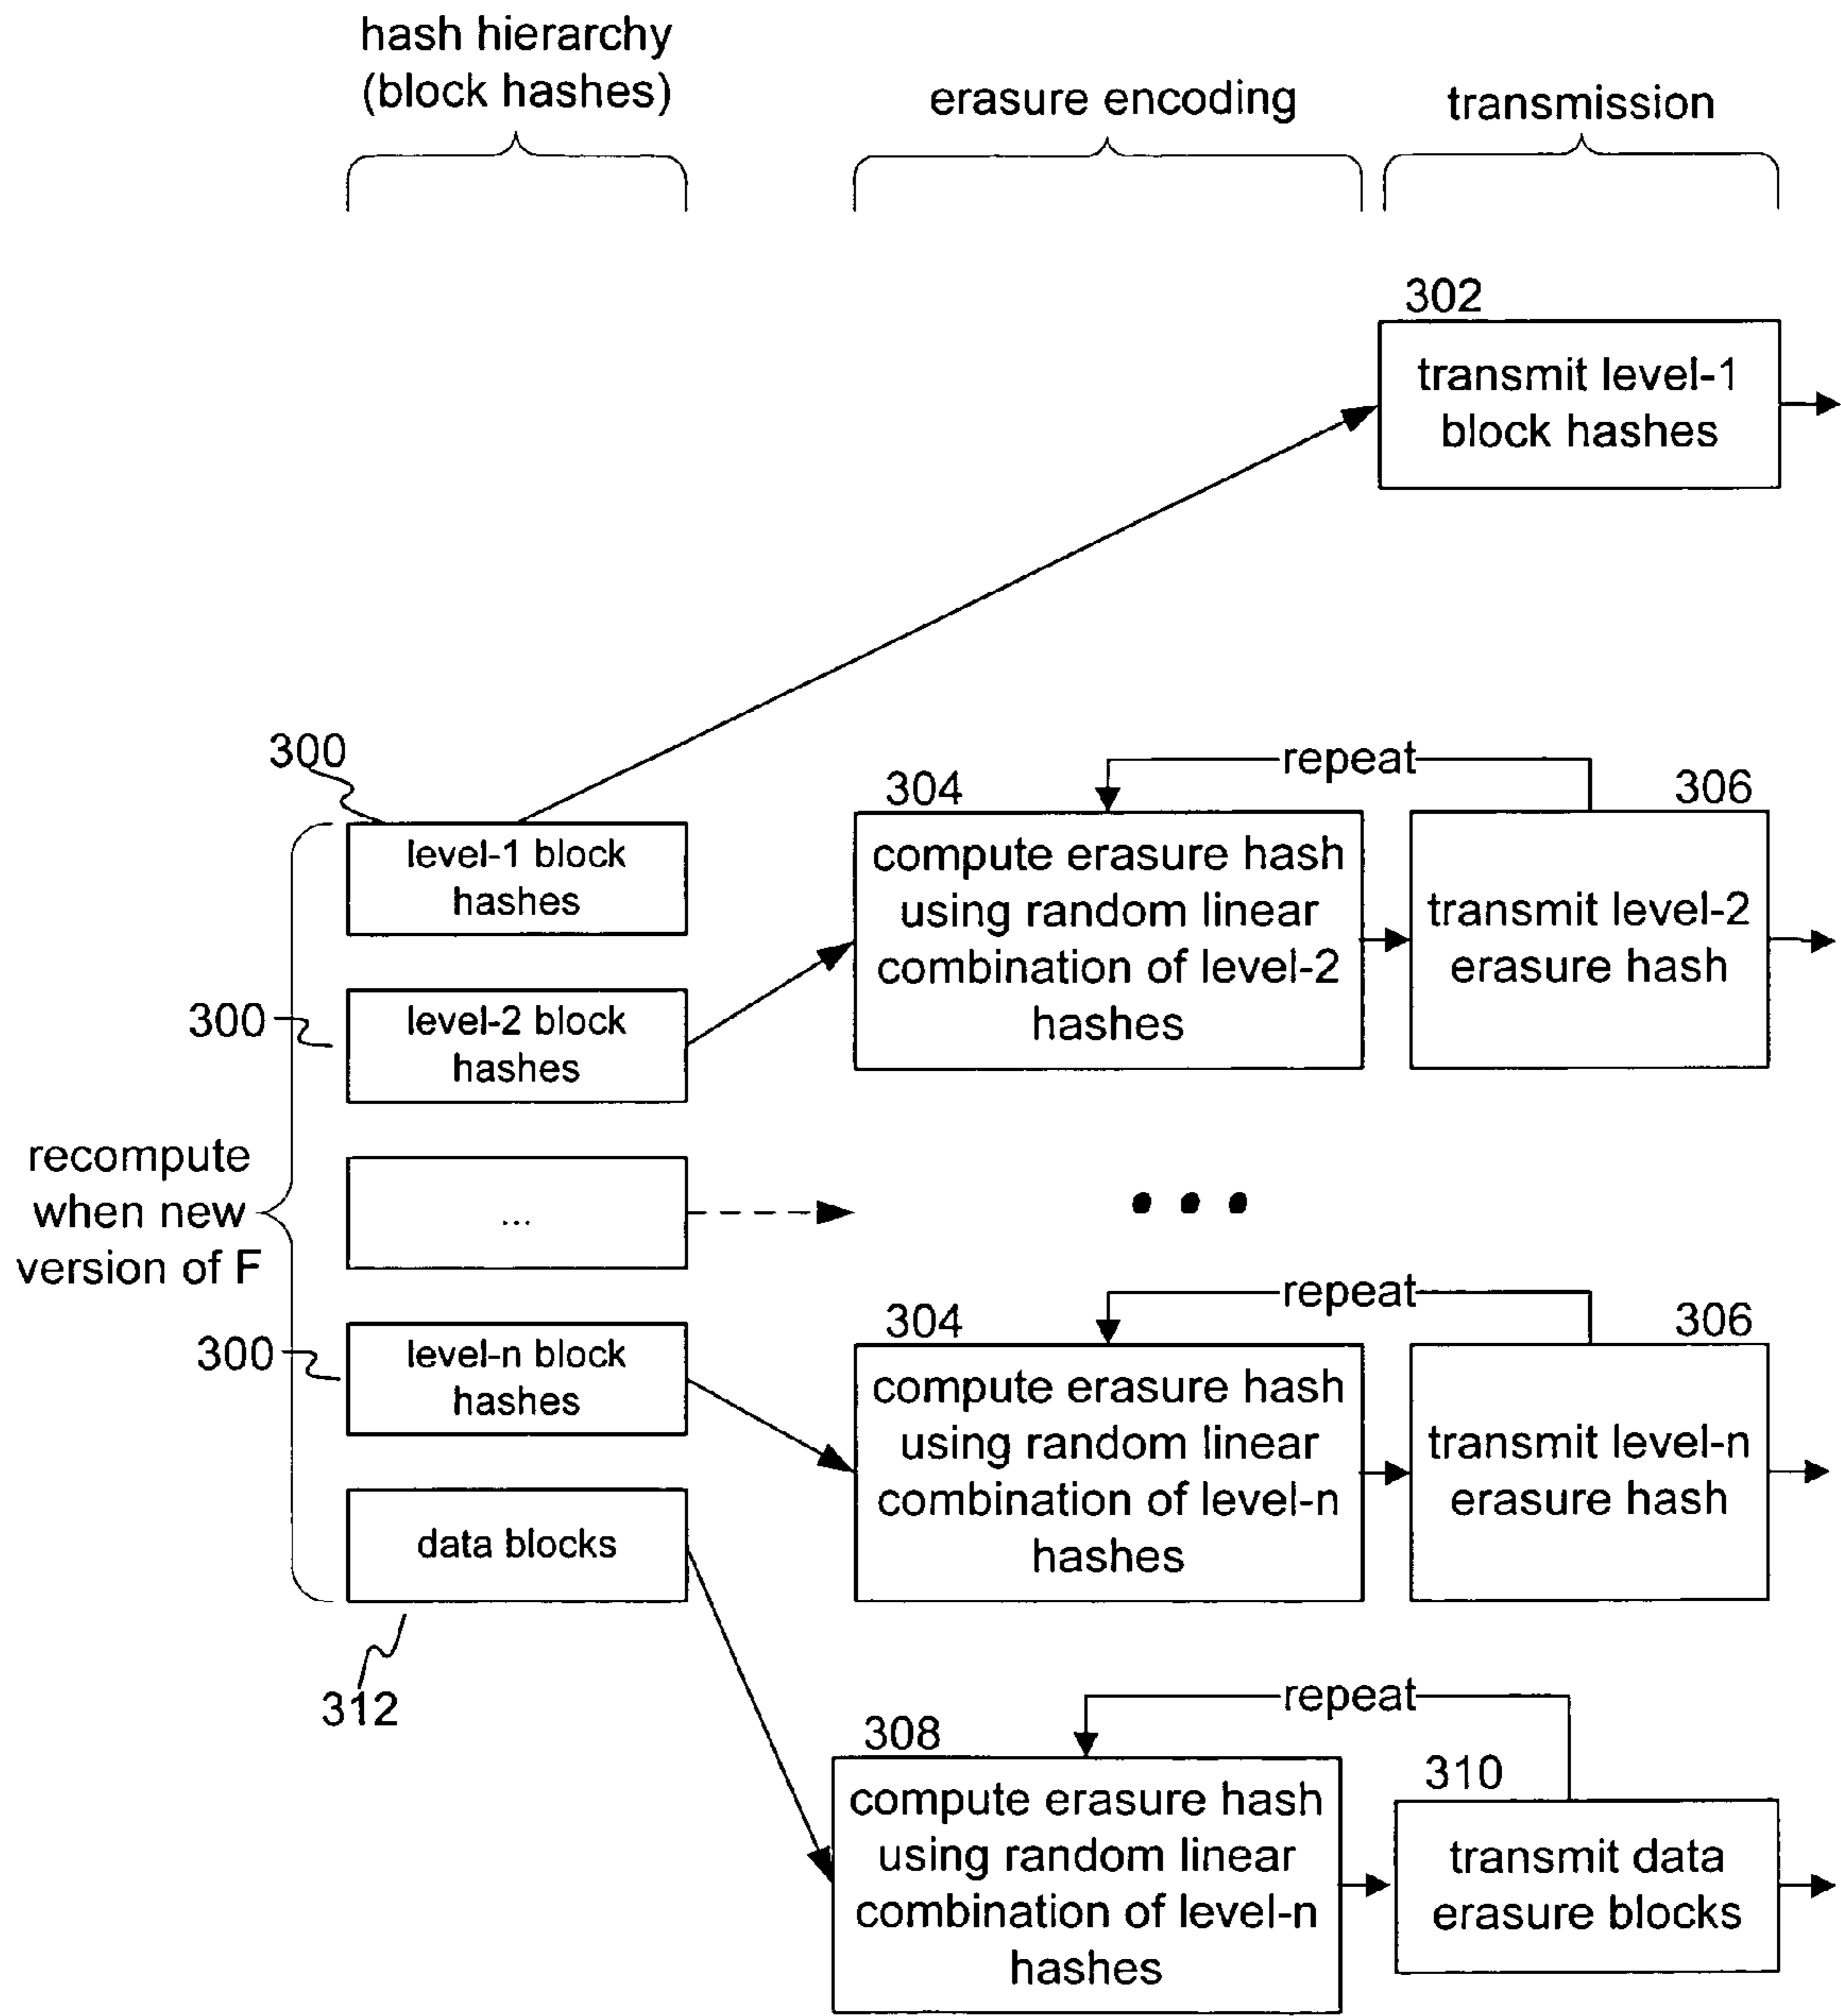 hash hierarchy
(block hashes)
erasure encoding
transmission
302
transmit level-1
block hashes
300
level-1 block
hashes
repeat
304
compute erasure hash
using random linear
combination of level-2
hashes
306
transmit level-2
erasure hash
300
level-2 block
hashes
recompute
when new
version of F
...
• • •
repeat
300
level-n block
hashes
304
compute erasure hash
using random linear
combination of level-n
hashes
306
transmit level-n
erasure hash
data blocks
312
repeat
308
compute erasure hash
using random linear
combination of level-n
hashes
310
transmit data
erasure blocks